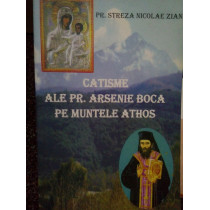 PR. STREZA NICOLAE ZIAN
CATISME
ALE PR. ARSENIE BOCA
PE MUNTELE ATHOS